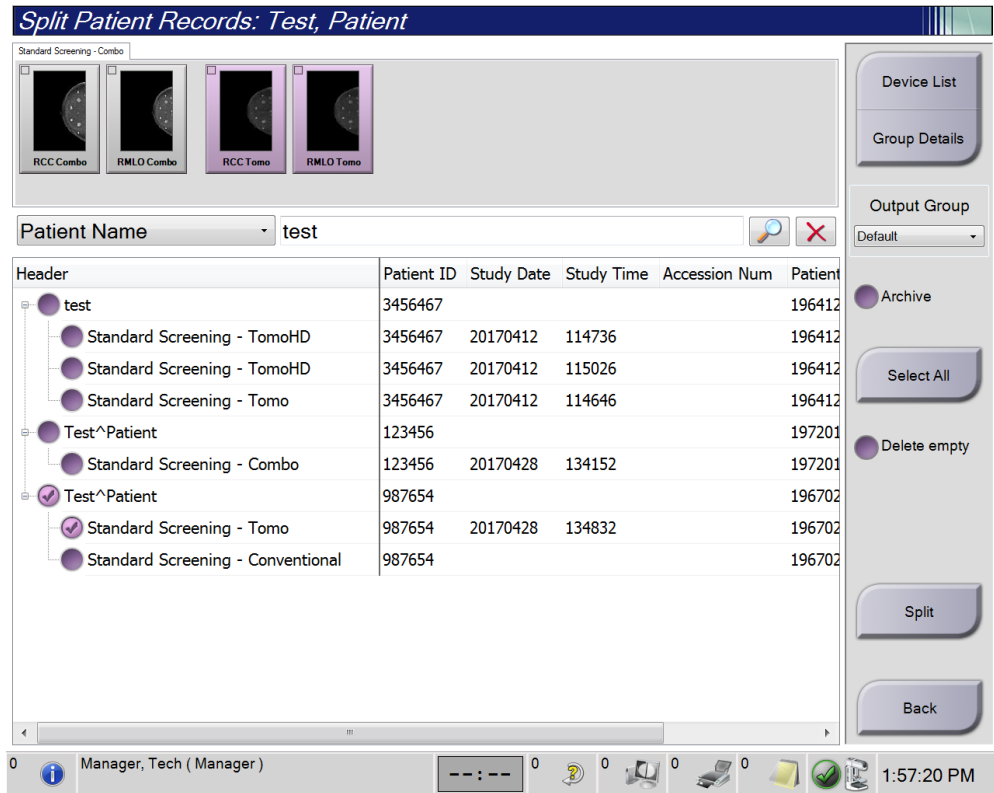 Split Patient Records: Test, Patient
Standard Screening - Combo
RCC Combo
RMLO Combo
RCC Tomo
RMLO Tomo
Device List
Group Details
Output Group
Default
Patient Name
test
Header Patient ID Study Date Study Time Accession Num Patient
test 3456467 196412
Standard Screening - TomoHD 3456467 20170412 114736 196412
Standard Screening - TomoHD 3456467 20170412 115026 196412
Standard Screening - Tomo 3456467 20170412 114646 196412
Test^Patient 123456 197201
Standard Screening - Combo 123456 20170428 134152 197201
Test^Patient 987654 196702
Standard Screening - Tomo 987654 20170428 134832 196702
Standard Screening - Conventional 987654 196702
Archive
Select All
Delete empty
Split
Back
0 Manager, Tech ( Manager ) --:-- 0 0 0 0 1:57:20 PM